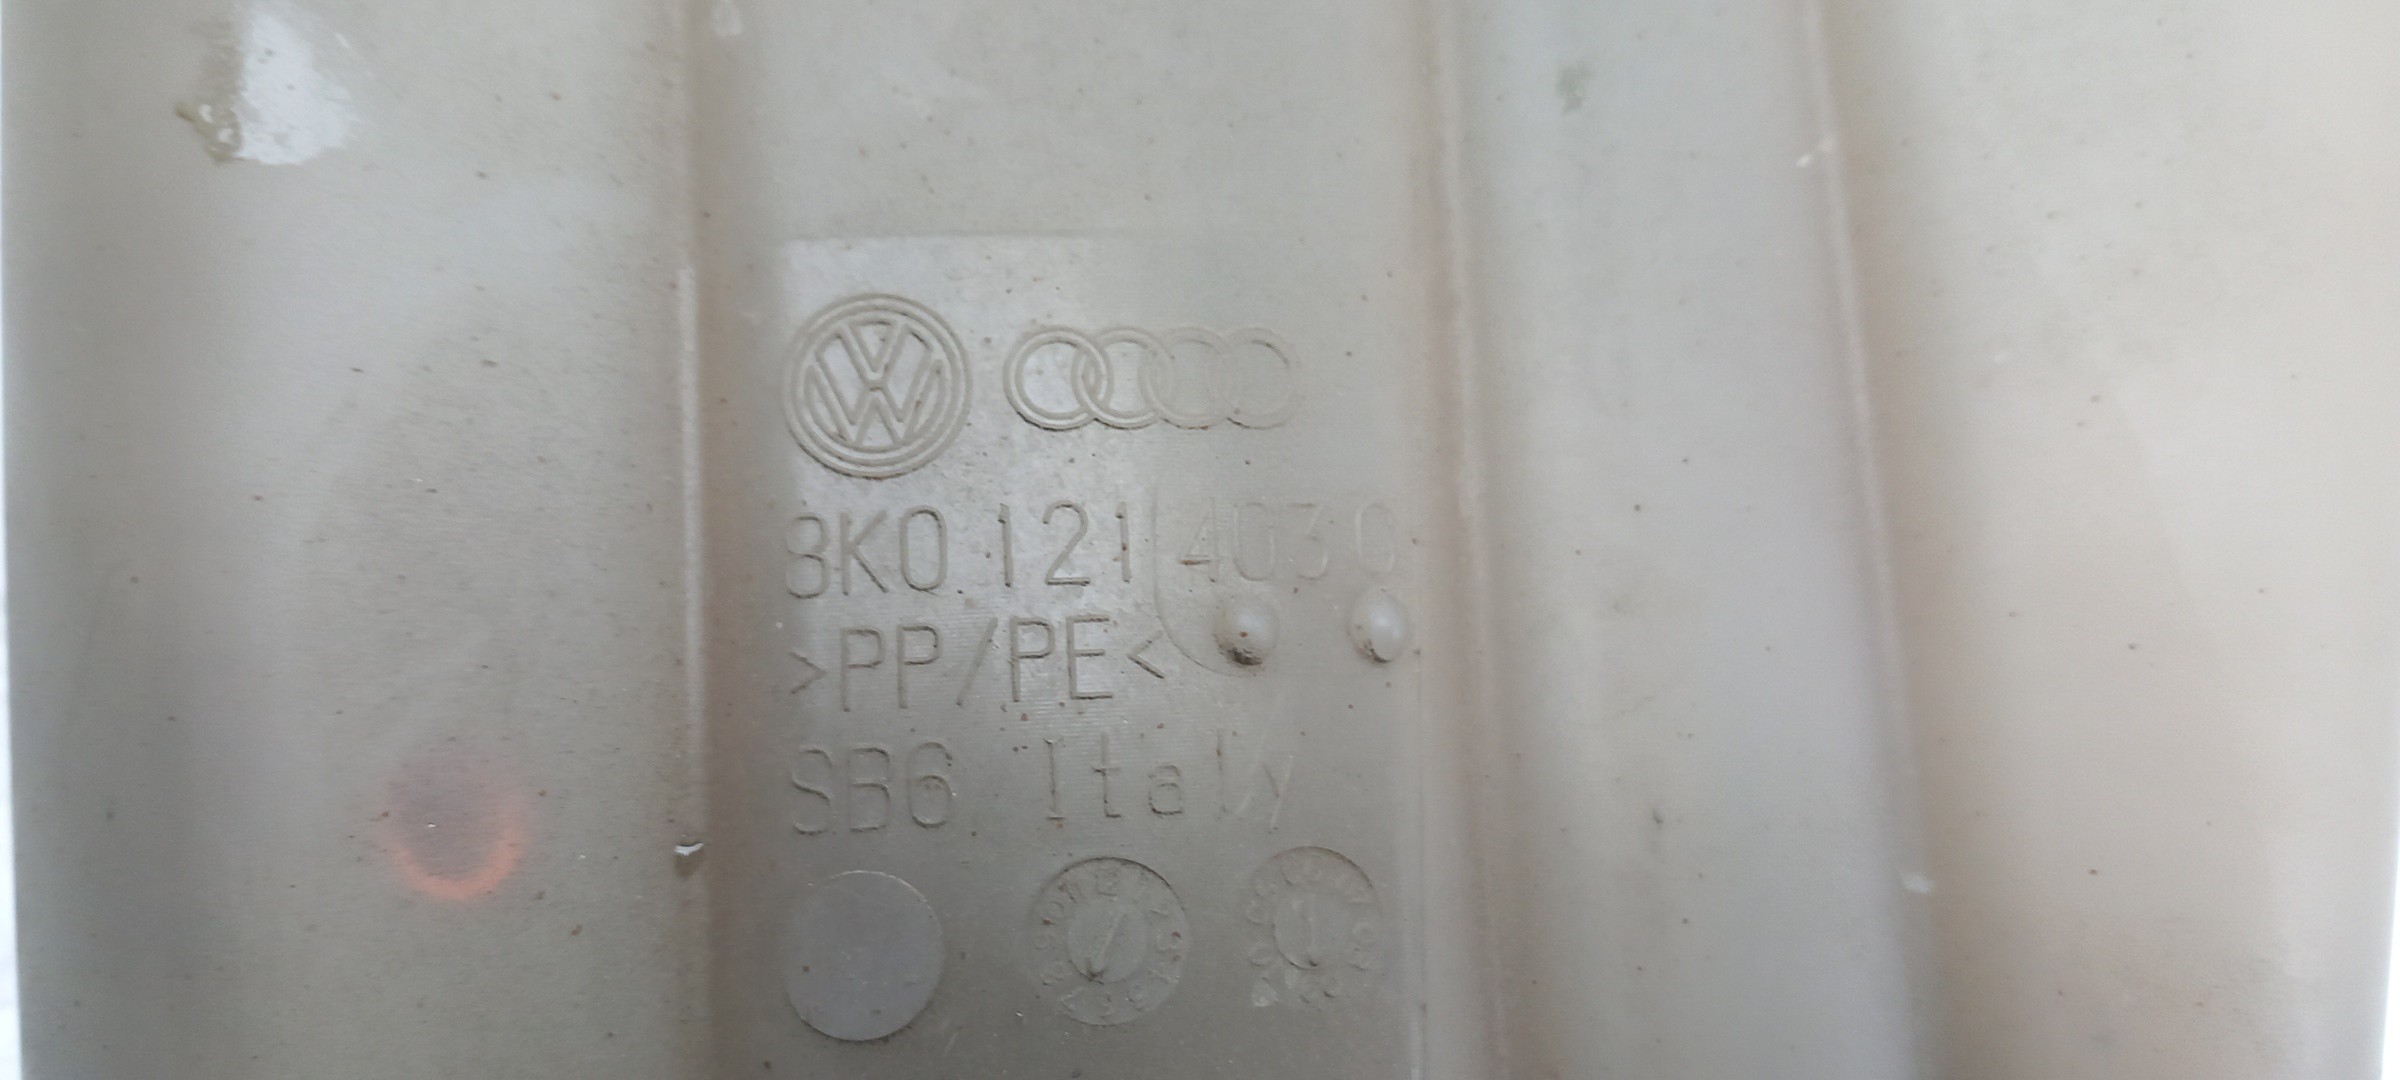 8K0 121 403 Q
>PP/PE<
SB6 Italy